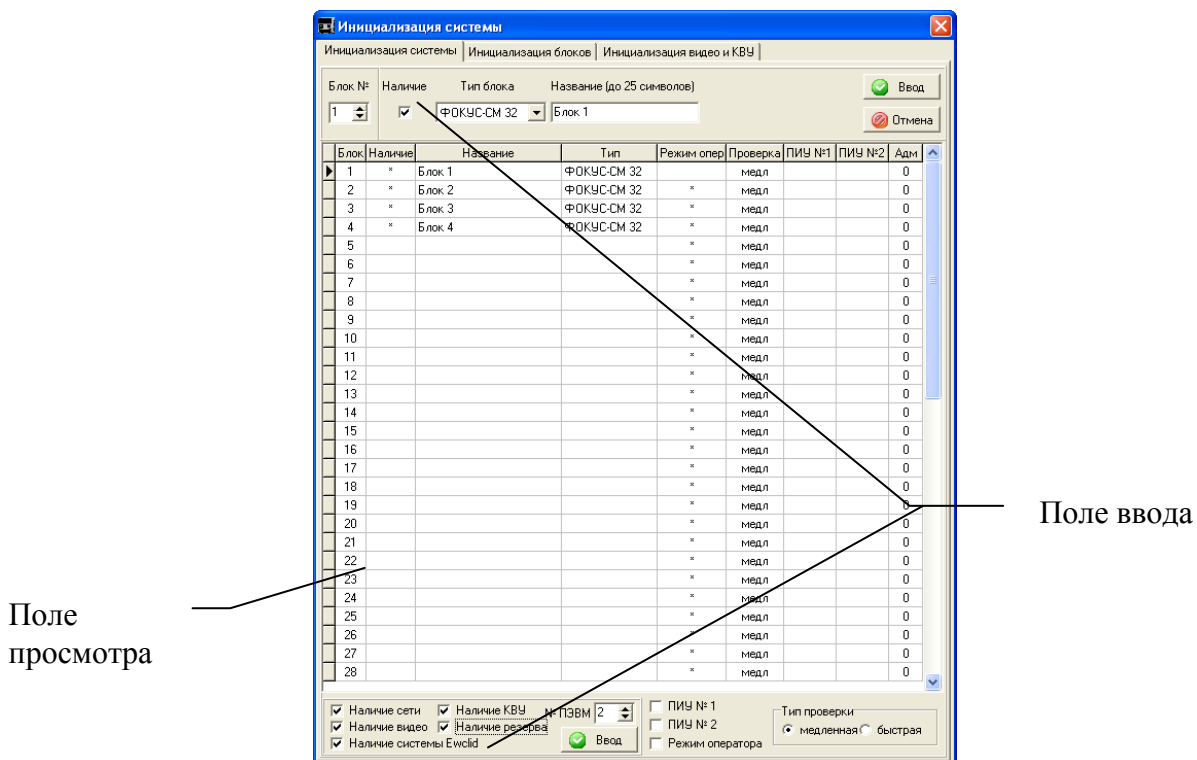 Инициализация системы
Инициализация системы Инициализация блоков Инициализация видео и КВУ
Блок № Наличие Тип блока Название (до 25 символов) Ввод
1 ФОКУС-СМ 32 Блок 1 Отмена
Блок Наличие Название Тип Режим опер Проверка ПИУ №1 ПИУ №2 Адм
1 * Блок 1 ФОКУС-СМ 32 медл 0
2 * Блок 2 ФОКУС-СМ 32 * медл 0
3 * Блок 3 ФОКУС-СМ 32 * медл 0
4 * Блок 4 ФОКУС-СМ 32 * медл 0
5 * медл 0
6 * медл 0
7 * медл 0
8 * медл 0
9 * медл 0
10 * медл 0
11 * медл 0
12 * медл 0
13 * медл 0
14 * медл 0
15 * медл 0
16 * медл 0
17 * медл 0
18 * медл 0
19 * медл 0
20 * медл 0
21 * медл 0
22 * медл 0
23 * медл 0
24 * медл 0
25 * медл 0
26 * медл 0
27 * медл 0
28 * медл 0
Наличие сети Наличие КВУ № ПЭВМ 2 ПИУ № 1 Тип проверки
Наличие видео Наличие резерва ПИУ № 2 медленная быстрая
Наличие системы Ewclid Ввод Режим оператора
Поле ввода
Поле
просмотра